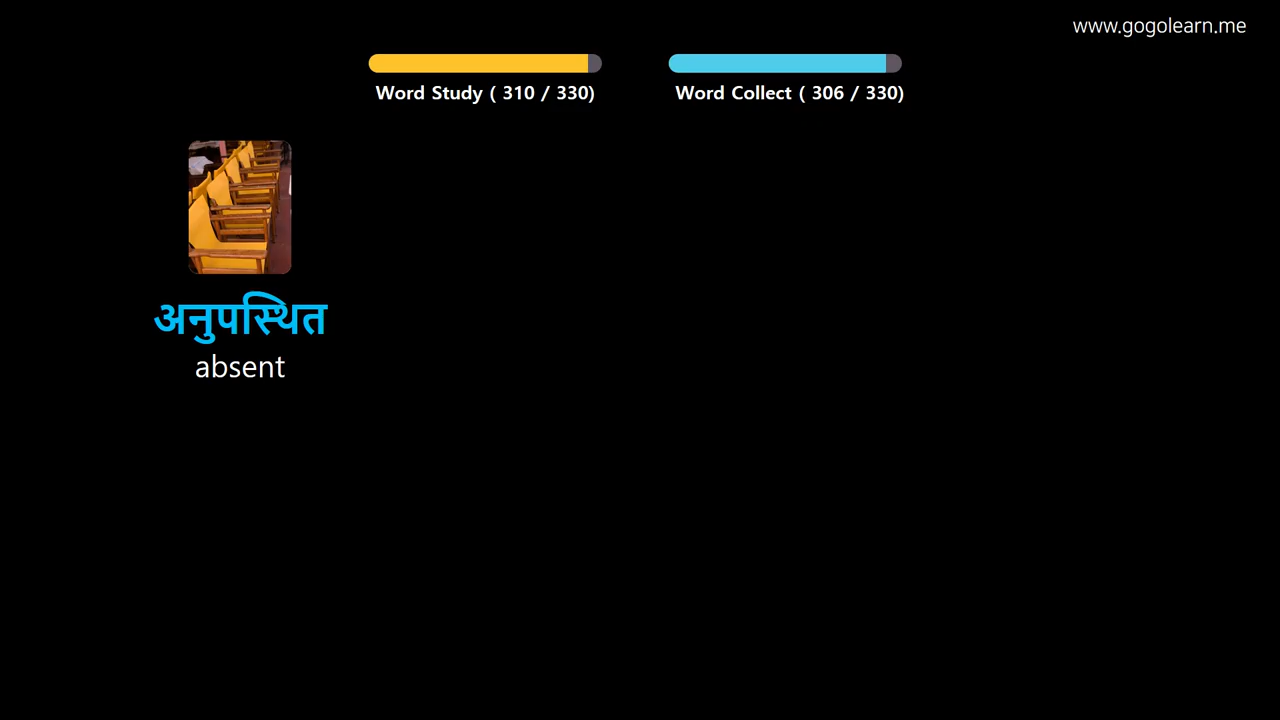 www.gogolearn.me
Word Study ( 310 / 330)
Word Collect ( 306 / 330)
अनुपस्थित
absent